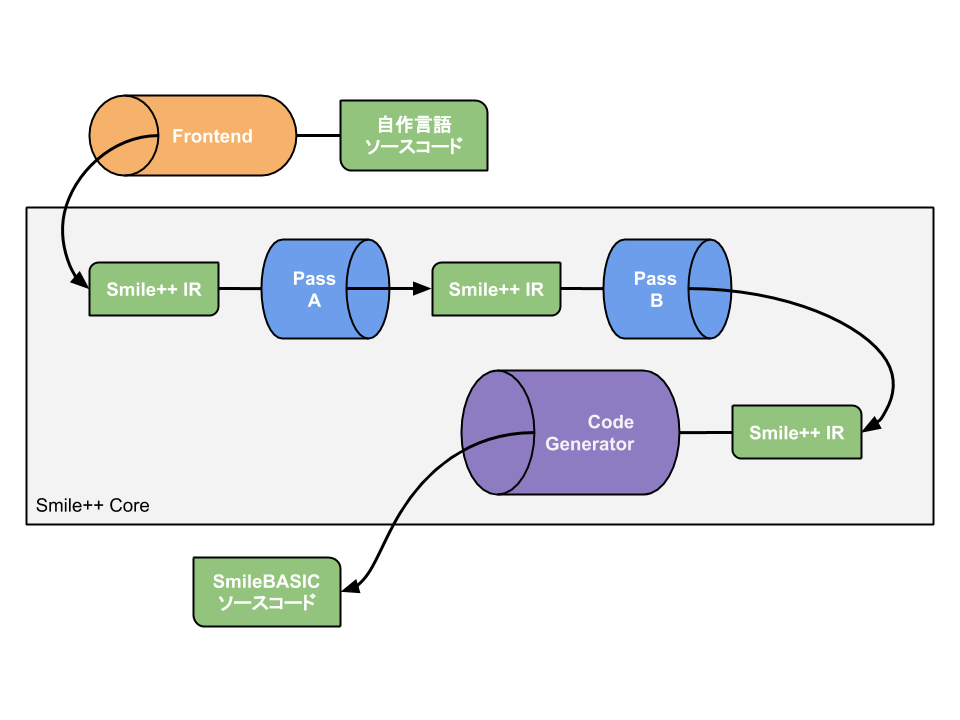 Frontend
自作言語
ソースコード
Smile++ IR
Pass
A
Smile++ IR
Pass
B
Code
Generator
Smile++ IR
Smile++ Core
SmileBASIC
ソースコード